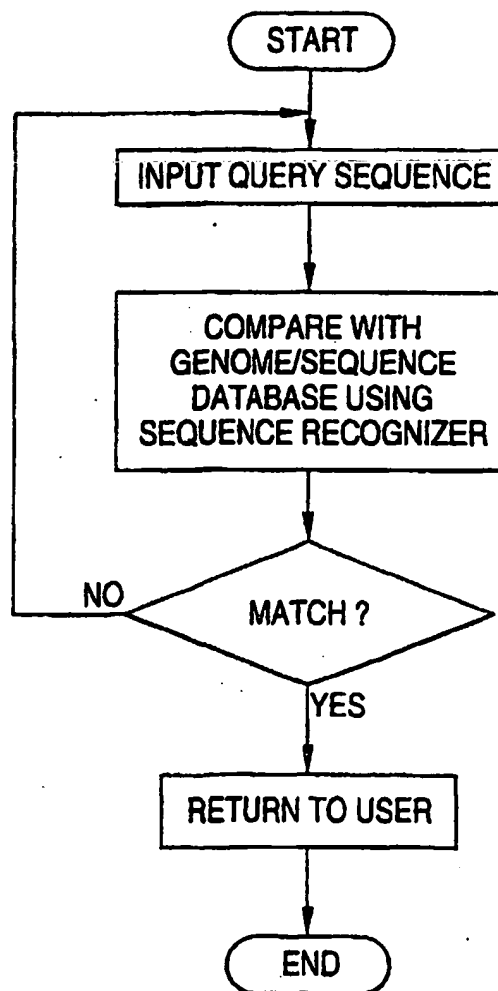 START
INPUT QUERY SEQUENCE
COMPARE WITH
GENOME/SEQUENCE
DATABASE USING
SEQUENCE RECOGNIZER
MATCH ?
NO
YES
RETURN TO USER
END